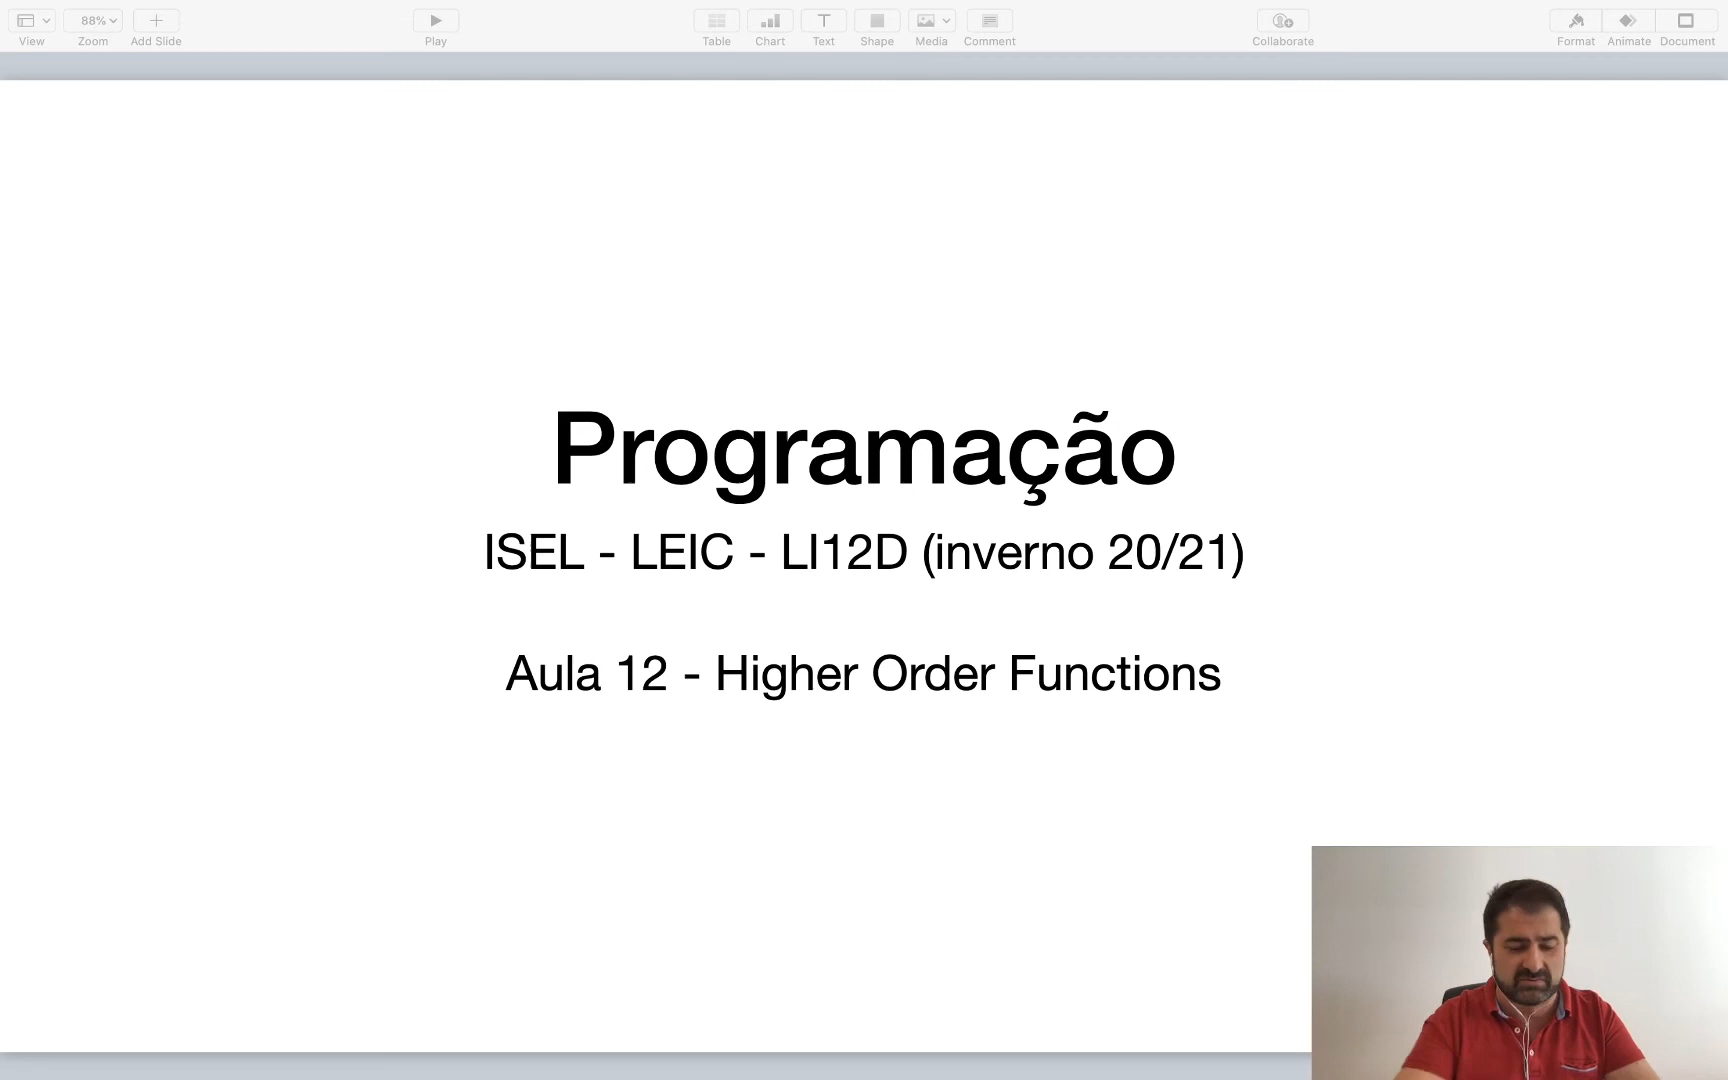 88%
View
Zoom
Add Slide
Play
Table
Chart
Text
Shape
Media
Comment
Collaborate
Format
Animate
Document
Programação
ISEL - LEIC - LI12D (inverno 20/21)
Aula 12 - Higher Order Functions